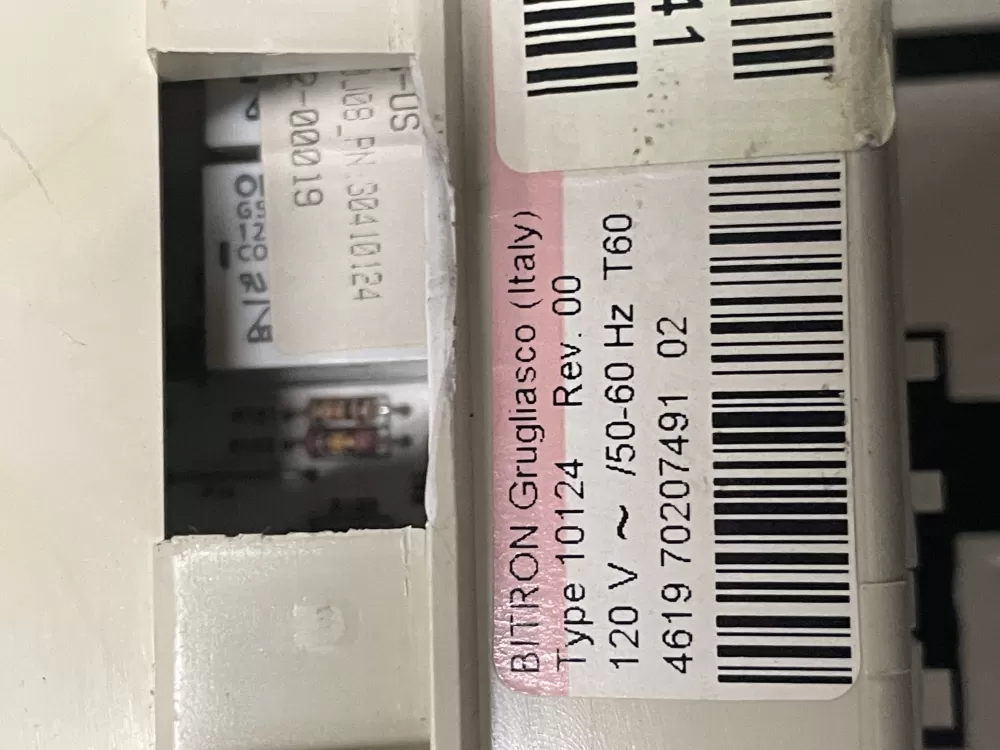 BITRON Grugliasco (Italy)
Type 10124 Rev. 00
120 V ~ /50-60 Hz T60
4619 70207491 02
41
-US
J08_PN:30410124
2-00019